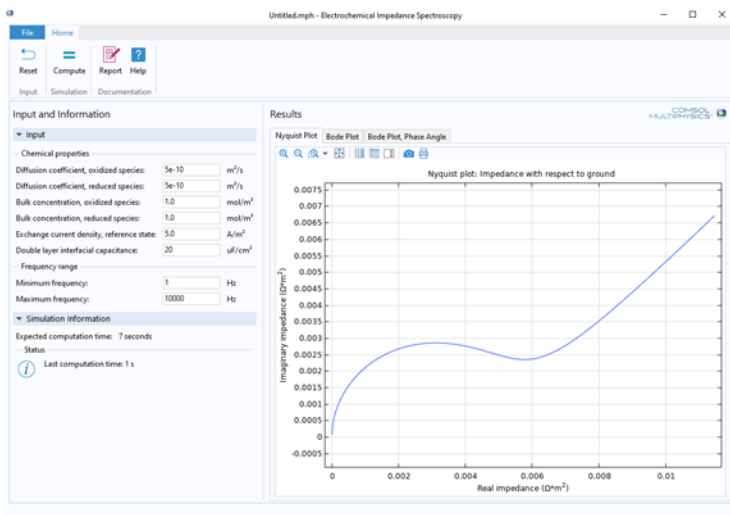 Untitled.mph - Electrochemical Impedance Spectroscopy
File Home
Reset Compute Report Help
Input Simulation Documentation
Input and Information
Input
Chemical properties
Diffusion coefficient, oxidized species: 5e-10 m²/s
Diffusion coefficient, reduced species: 5e-10 m²/s
Bulk concentration, oxidized species: 1.0 mol/m³
Bulk concentration, reduced species: 1.0 mol/m³
Exchange current density, reference state: 5.0 A/m²
Double layer interfacial capacitance: 20 uF/cm²
Frequency range
Minimum frequency: 1 Hz
Maximum frequency: 10000 Hz
Simulation Information
Expected computation time: 7 seconds
Status
Last computation time: 1 s
Results
COMSOL
MULTIPHYSICS
Nyquist Plot Bode Plot Bode Plot, Phase Angle
Nyquist plot: Impedance with respect to ground
Imaginary impedance (Ω*m²)
0.0075
0.007
0.0065
0.006
0.0055
0.005
0.0045
0.004
0.0035
0.003
0.0025
0.002
0.0015
0.001
0.0005
0
-0.0005
0 0.002 0.004 0.006 0.008 0.01
Real impedance (Ω*m²)